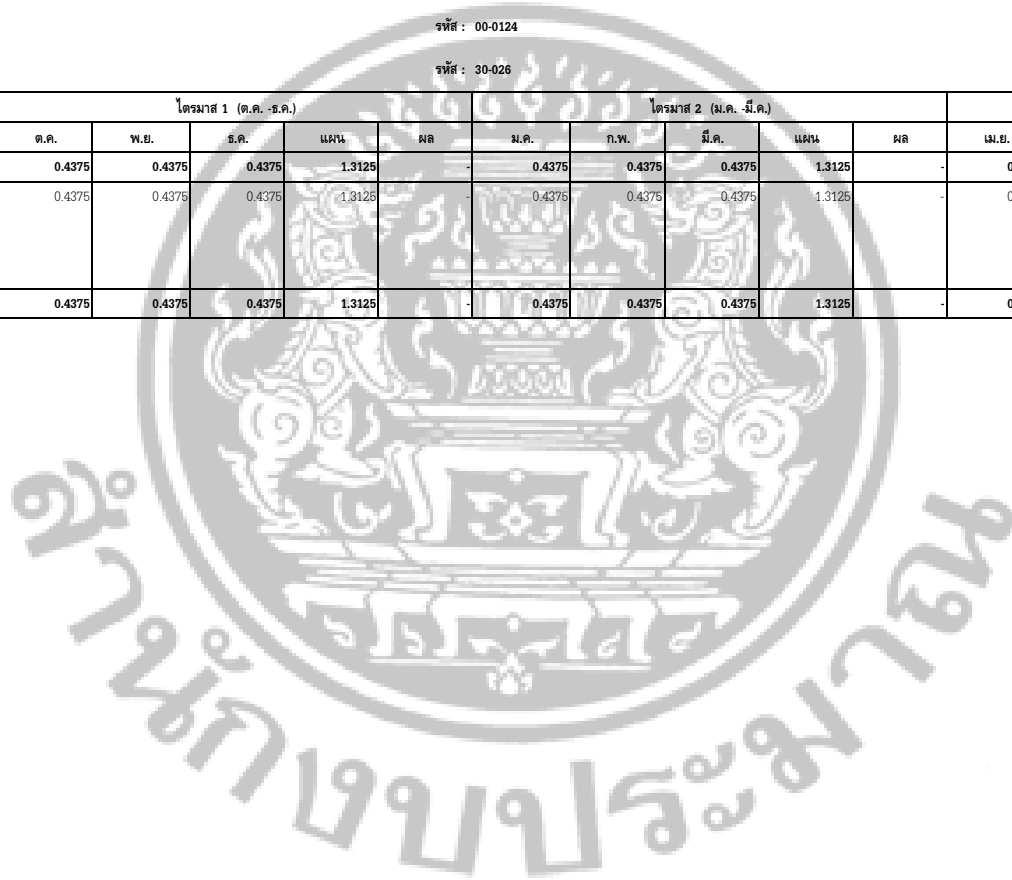 รหัส : 00-0124
รหัส : 30-026
ไตรมาส 1 (ต.ค. -ธ.ค.) ไตรมาส 2 (ม.ค. -มี.ค.)
ต.ค. พ.ย. ธ.ค. แผน ผล ม.ค. ก.พ. มี.ค. แผน ผล เม.ย.
0.4375 0.4375 0.4375 1.3125 - 0.4375 0.4375 0.4375 1.3125 - 0
0.4375 0.4375 0.4375 1.3125 - 0.4375 0.4375 0.4375 1.3125 - 0
0.4375 0.4375 0.4375 1.3125 - 0.4375 0.4375 0.4375 1.3125 - 0
สำนักงบประมาณ